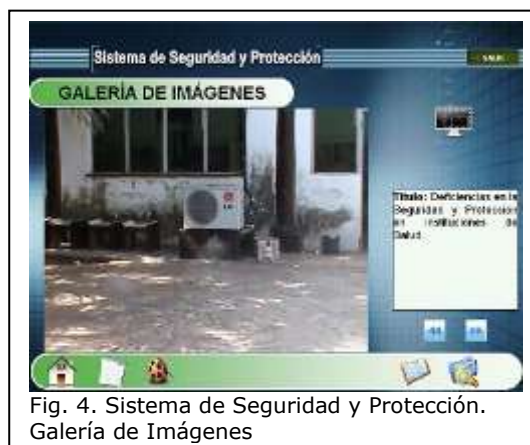 Sistema de Seguridad y Protección
SALIR
GALERÍA DE IMÁGENES
LG
Título: Deficiencias en la
Seguridad y Protección
en instituciones de
Salud.
Fig. 4. Sistema de Seguridad y Protección.
Galería de Imágenes